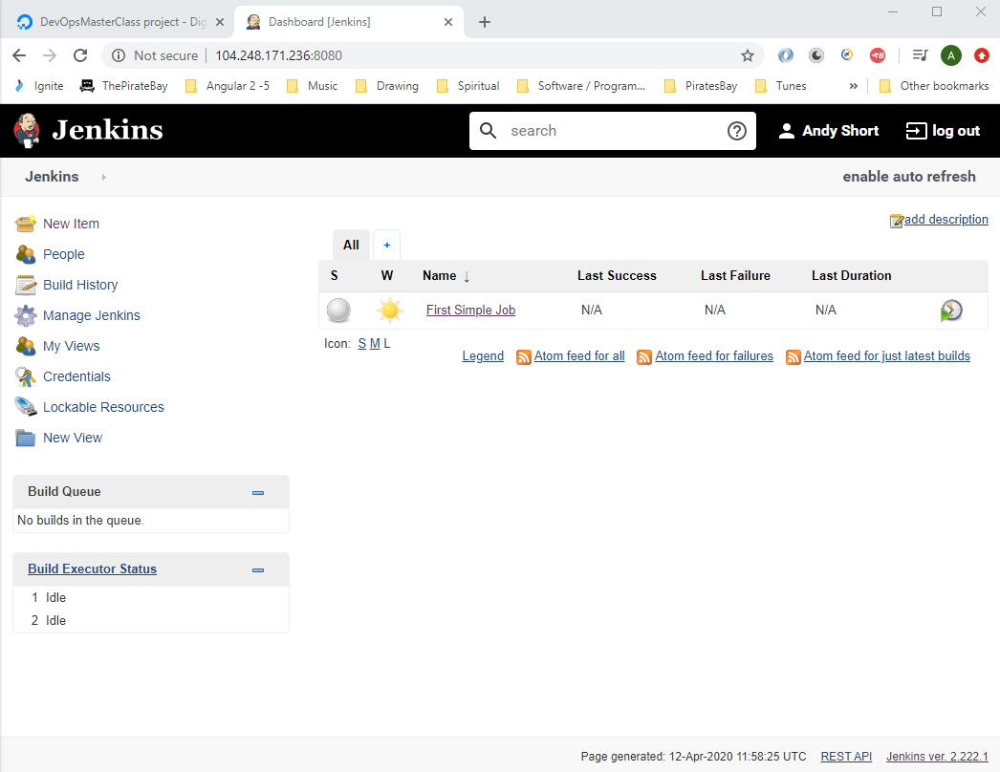 DevOpsMasterClass project - Dig
Dashboard [Jenkins]
Not secure | 104.248.171.236:8080
A
Ignite ThePirateBay Angular 2 -5 Music Drawing Spiritual Software / Program... PiratesBay Tunes » Other bookmarks
Jenkins search Andy Short log out
Jenkins enable auto refresh
add description
New Item
People
Build History
Manage Jenkins
My Views
Credentials
Lockable Resources
New View
Build Queue
No builds in the queue.
Build Executor Status
1 Idle
2 Idle
All +
S W Name ↓ Last Success Last Failure Last Duration
First Simple Job N/A N/A N/A
Icon: S M L
Legend Atom feed for all Atom feed for failures Atom feed for just latest builds
Page generated: 12-Apr-2020 11:58:25 UTC REST API Jenkins ver. 2.222.1